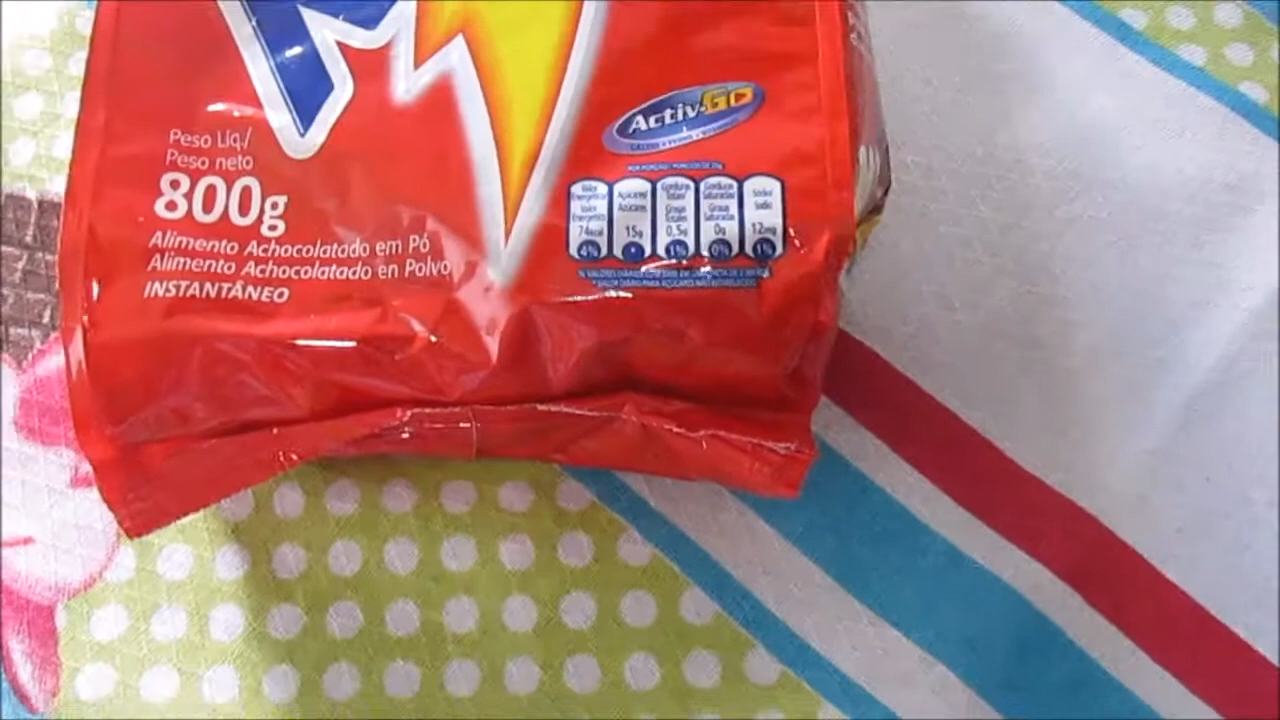 Peso Líq./
Peso neto
800g
Alimento Achocolatado em Pó
Alimento Achocolatado en Polvo
INSTANTÂNEO
Activ-GO
Valor Energético/ Valor Energético
74kcal
4%
Açúcares/ Azúcares
15g
*
Gorduras Totais/ Grasas Totales
0,5g
1%
Gorduras Saturadas/ Grasas Saturadas
0g
0%
Sódio/ Sodio
12mg
1%